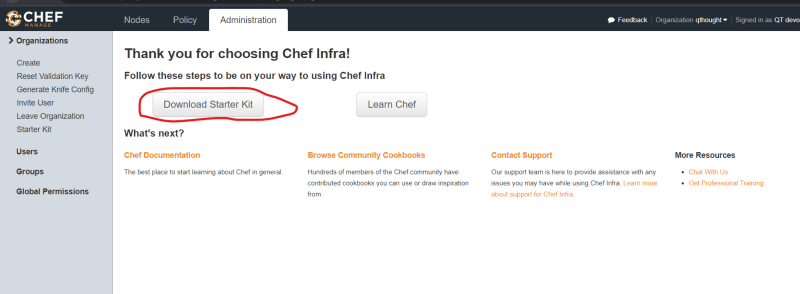 CHEF
MANAGE
Nodes
Policy
Administration
Feedback
Organization qthought
Signed in as QT devo
Organizations
Create
Reset Validation Key
Generate Knife Config
Invite User
Leave Organization
Starter Kit
Users
Groups
Global Permissions
Thank you for choosing Chef Infra!
Follow these steps to be on your way to using Chef Infra
Download Starter Kit
Learn Chef
What's next?
Chef Documentation
The best place to start learning about Chef in general.
Browse Community Cookbooks
Hundreds of members of the Chef community have
contributed cookbooks you can use or draw inspiration
from.
Contact Support
Our support team is here to provide assistance with any
issues you may have while using Chef Infra. Learn more
about support for Chef Infra.
More Resources
Chat With Us
Get Professional Training